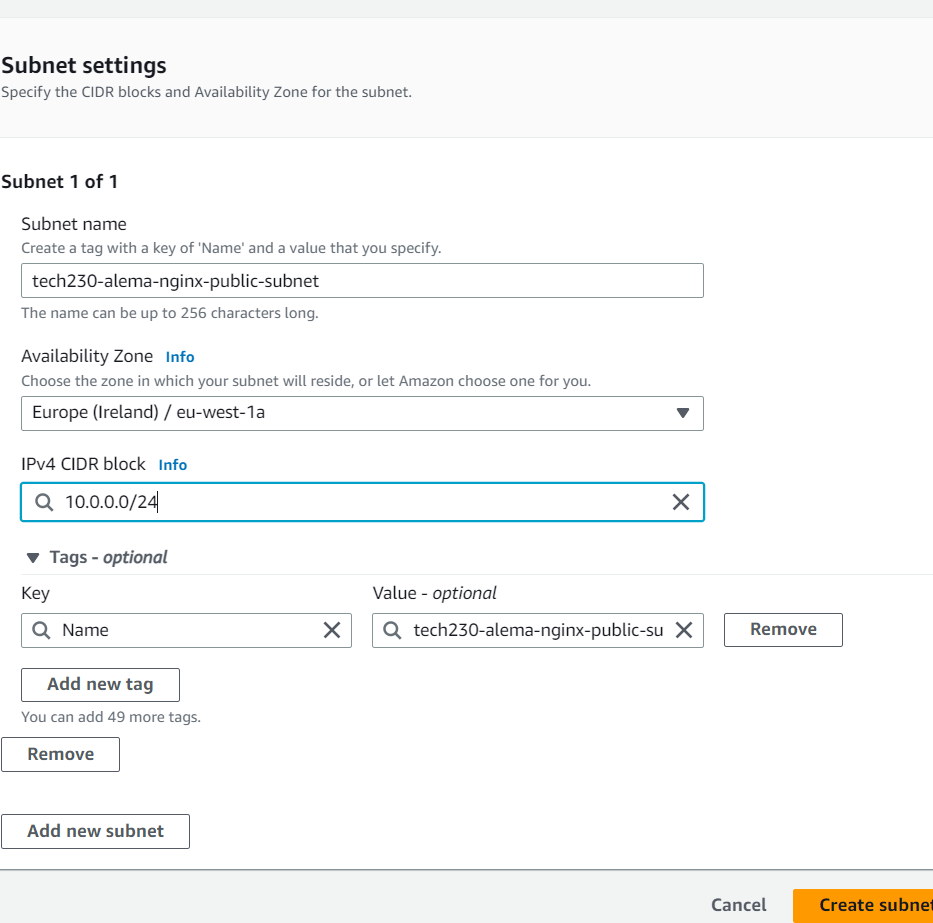 Subnet settings
Specify the CIDR blocks and Availability Zone for the subnet.
Subnet 1 of 1
Subnet name
Create a tag with a key of 'Name' and a value that you specify.
tech230-alema-nginx-public-subnet
The name can be up to 256 characters long.
Availability Zone Info
Choose the zone in which your subnet will reside, or let Amazon choose one for you.
Europe (Ireland) / eu-west-1a
IPv4 CIDR block Info
10.0.0.0/24
Tags - optional
Key Value - optional
Name tech230-alema-nginx-public-su Remove
Add new tag
You can add 49 more tags.
Remove
Add new subnet
Cancel Create subnet